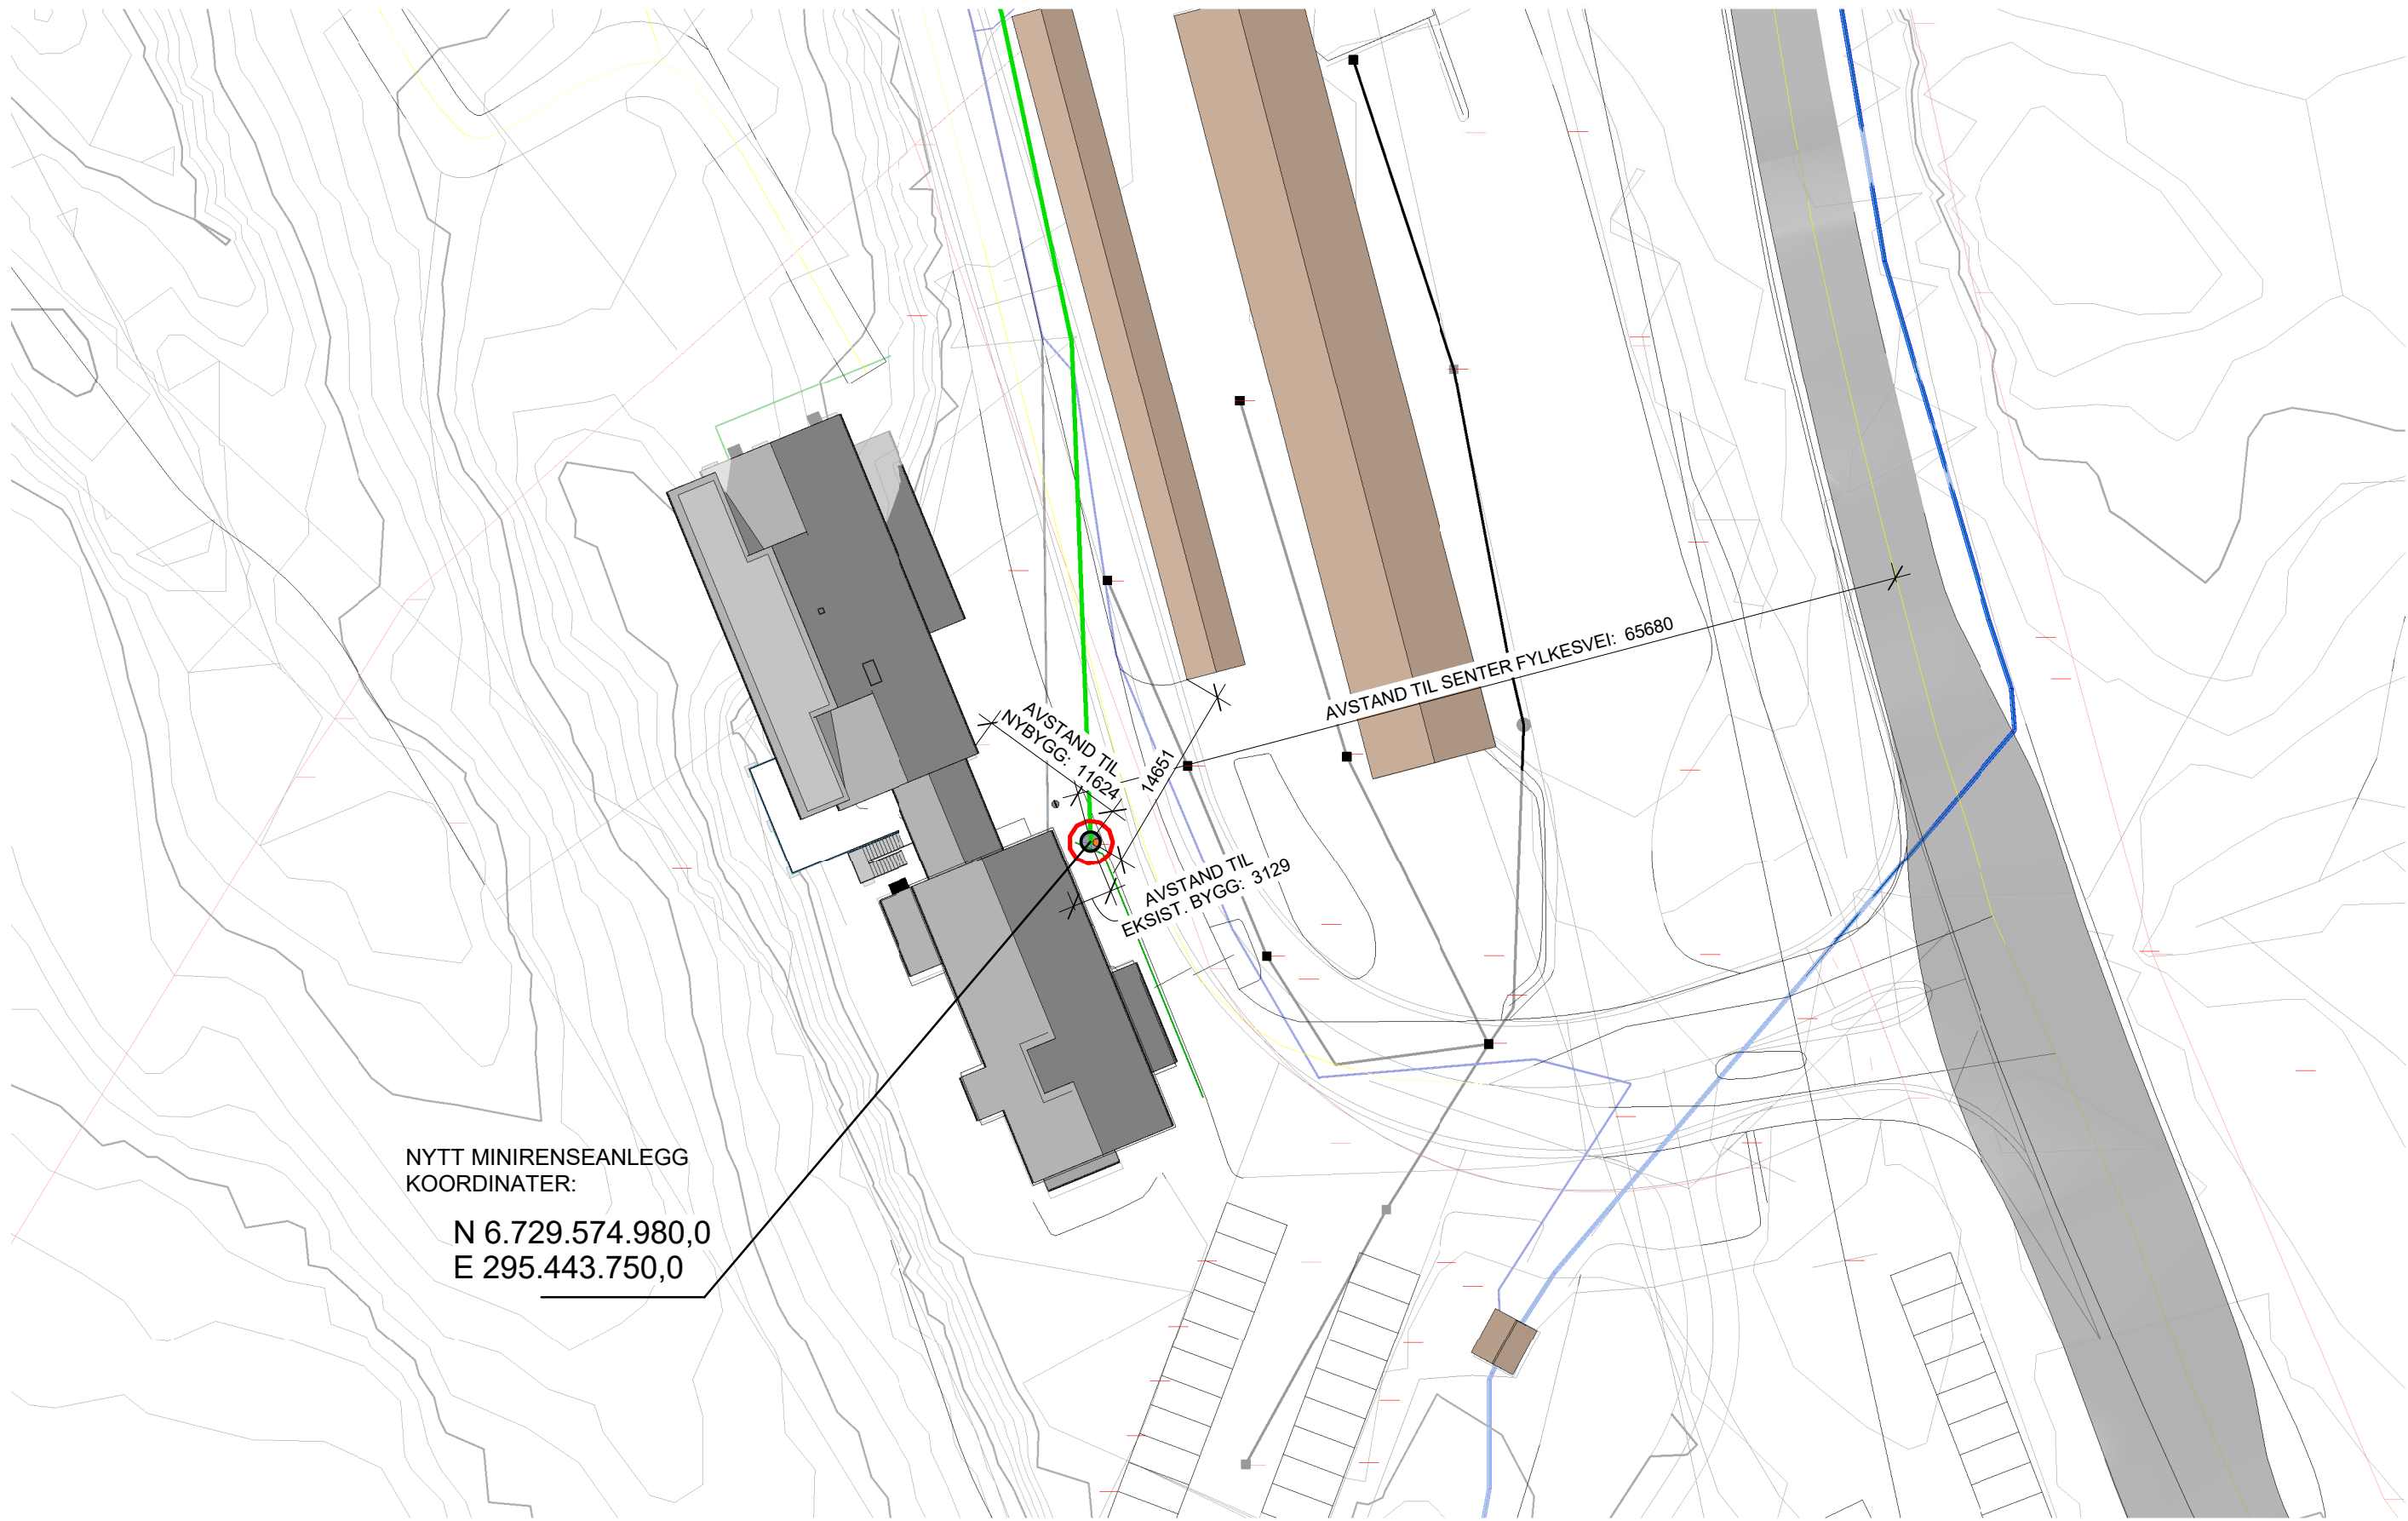 AVSTAND TIL SENTER FYLKESVEI: 65680
AVSTAND TIL
NYBYGG: 11624
14651
AVSTAND TIL
EKSIST. BYGG: 3129
NYTT MINIRENSEANLEGG
KOORDINATER:
N 6.729.574.980,0
E 295.443.750,0